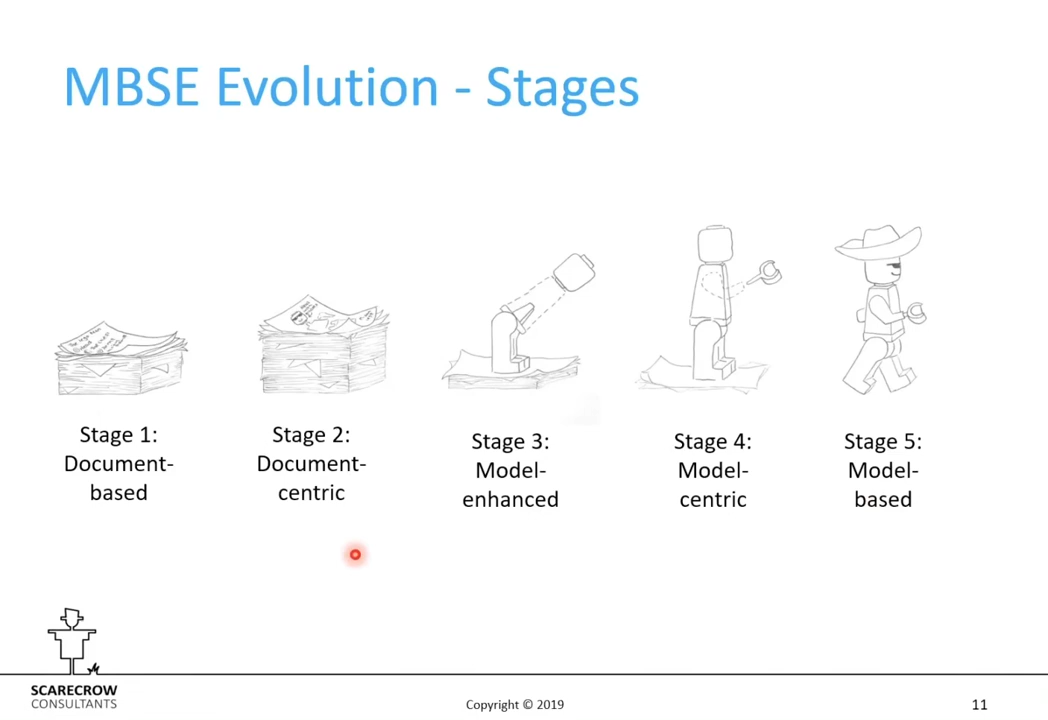 MBSE Evolution - Stages
Stage 1:
Document-
based
Stage 2:
Document-
centric
Stage 3:
Model-
enhanced
Stage 4:
Model-
centric
Stage 5:
Model-
based
SCARECROW
CONSULTANTS
Copyright © 2019
11